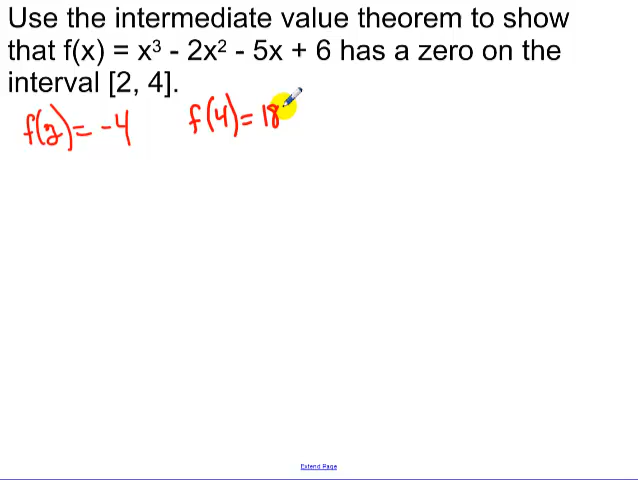 Use the intermediate value theorem to show
that f(x) = x³ - 2x² - 5x + 6 has a zero on the
interval [2, 4].
f(2) = -4 f(4) = 18
Extend Page